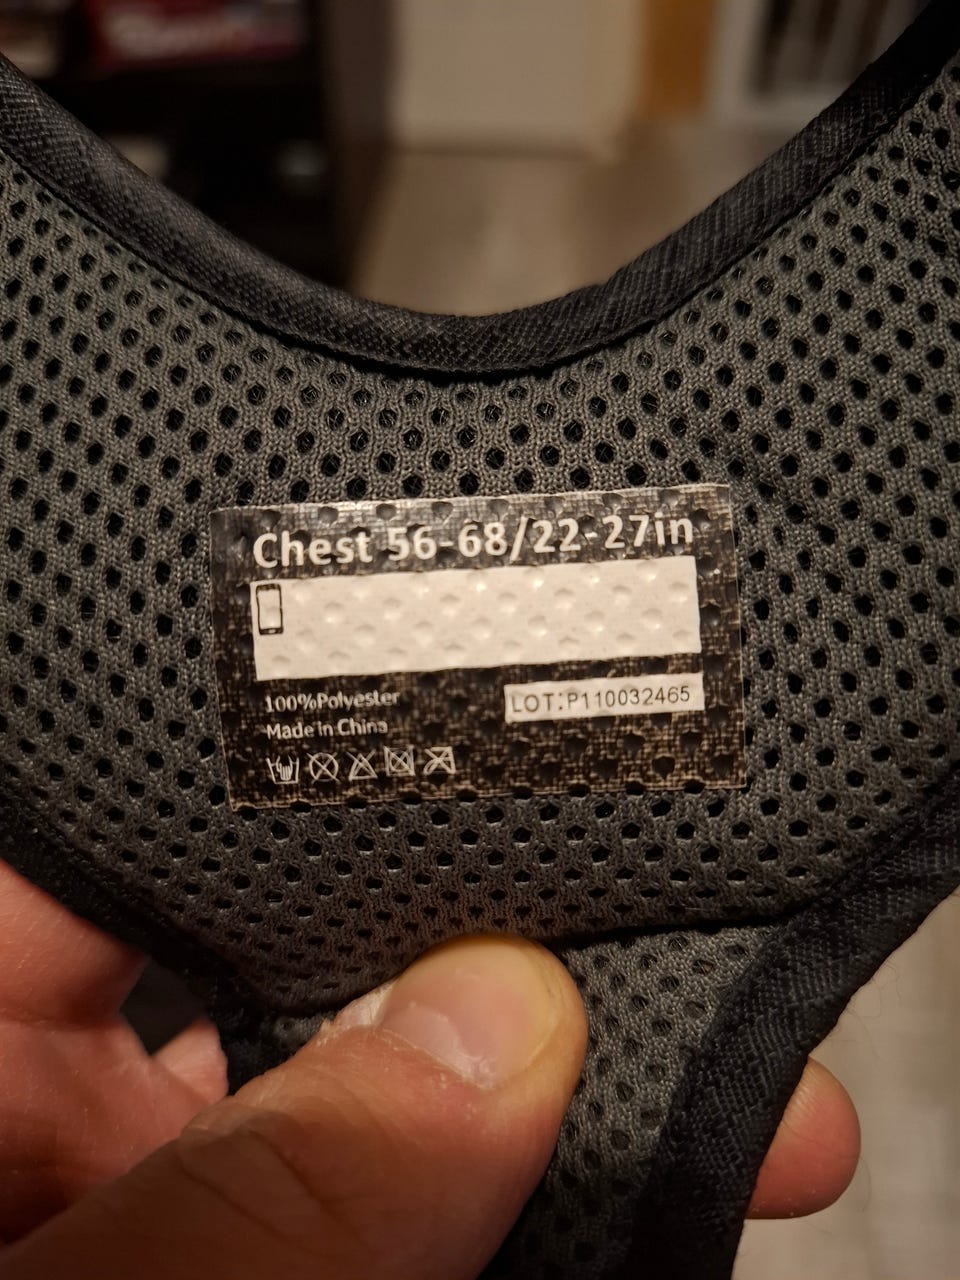 Chest 56-68/22-27in
100%Polyester
LOT:P110032465
Made in China